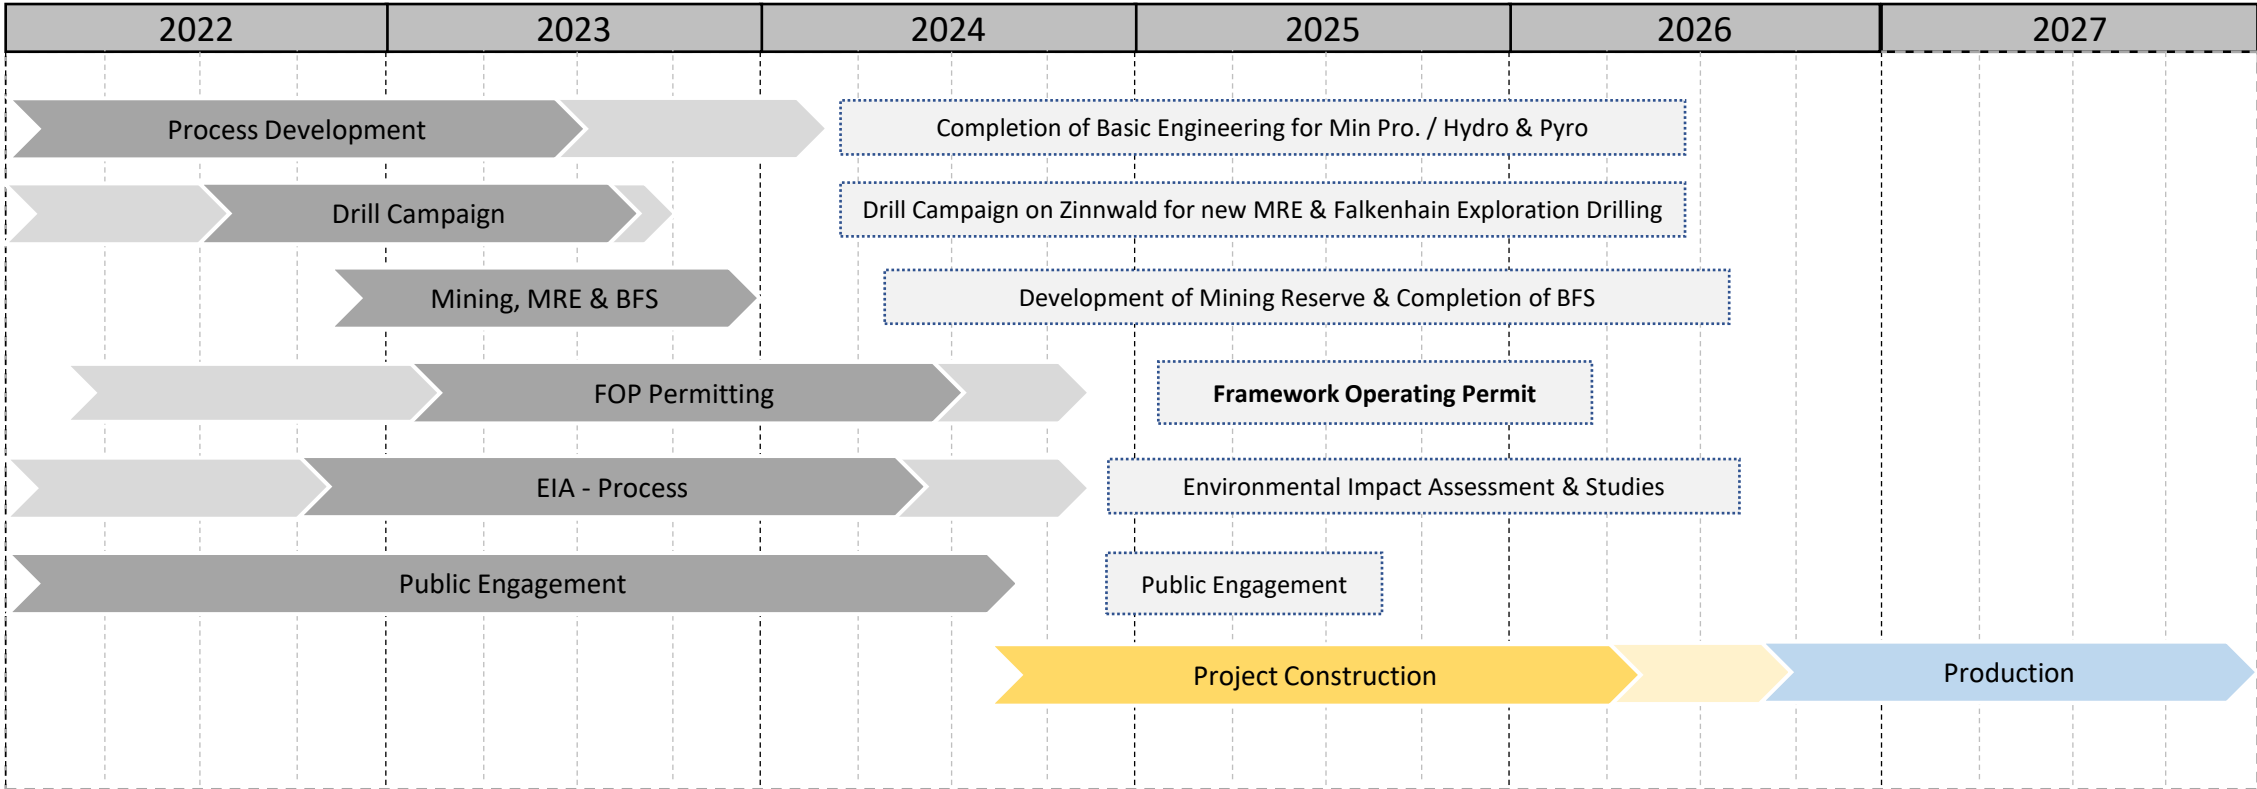 2022 2023 2024 2025 2026 2027
Process Development
Completion of Basic Engineering for Min Pro. / Hydro & Pyro
Drill Campaign
Drill Campaign on Zinnwald for new MRE & Falkenhain Exploration Drilling
Mining, MRE & BFS
Development of Mining Reserve & Completion of BFS
FOP Permitting
Framework Operating Permit
EIA - Process
Environmental Impact Assessment & Studies
Public Engagement
Public Engagement
Project Construction
Production